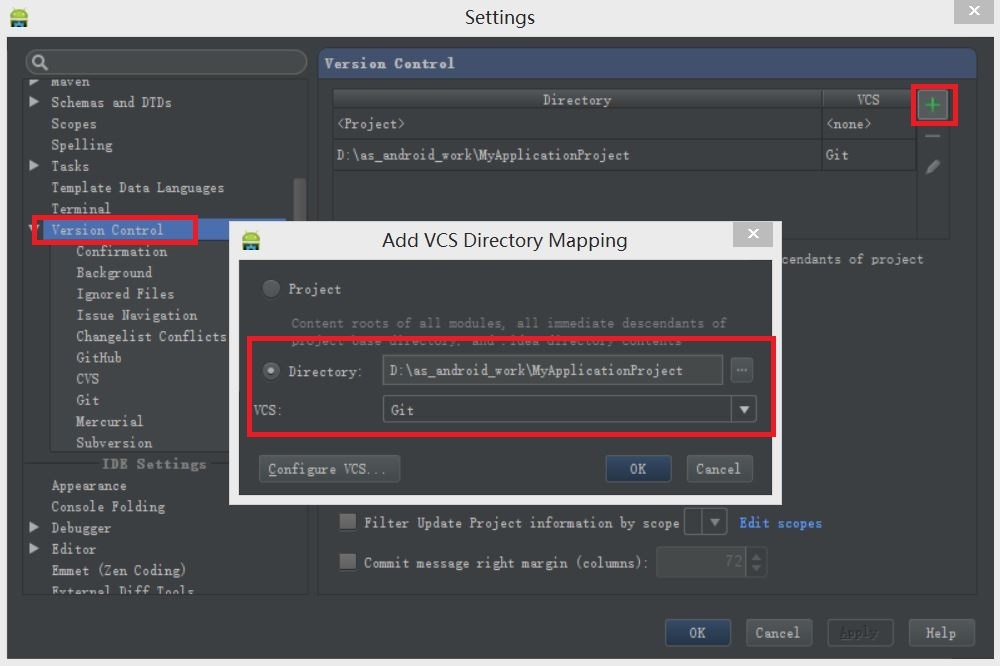 Settings
Maven
Schemas and DTDs
Scopes
Spelling
Tasks
Template Data Languages
Terminal
Version Control
Confirmation
Background
Ignored Files
Issue Navigation
Changelist Conflicts
GitHub
CVS
Git
Mercurial
Subversion
IDE Settings
Appearance
Console Folding
Debugger
Editor
Emmet (Zen Coding)
External Diff Tools
Version Control
Directory VCS
<Project> <none>
D:\as_android_work\MyApplicationProject Git
cendants of project
Add VCS Directory Mapping
Project
Content roots of all modules, all immediate descendants of
project base directory, and .idea directory contents
Directory: D:\as_android_work\MyApplicationProject ...
VCS: Git
Configure VCS... OK Cancel
Filter Update Project information by scope Edit scopes
Commit message right margin (columns): 72
OK Cancel Apply Help